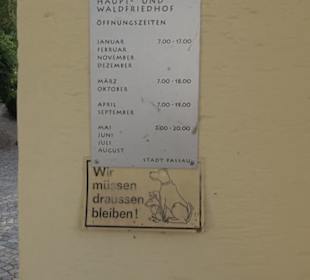 HAUPT- UND
WALDFRIEDHOF
ÖFFNUNGSZEITEN
JANUAR 7.00-17.00
FEBRUAR
NOVEMBER
DEZEMBER
MÄRZ 7.00-18.00
OKTOBER
APRIL 7.00-19.00
SEPTEMBER
MAI 7.00-20.00
JUNI
JULI
AUGUST
STADT PASSAU
Wir
müssen
draussen
bleiben!